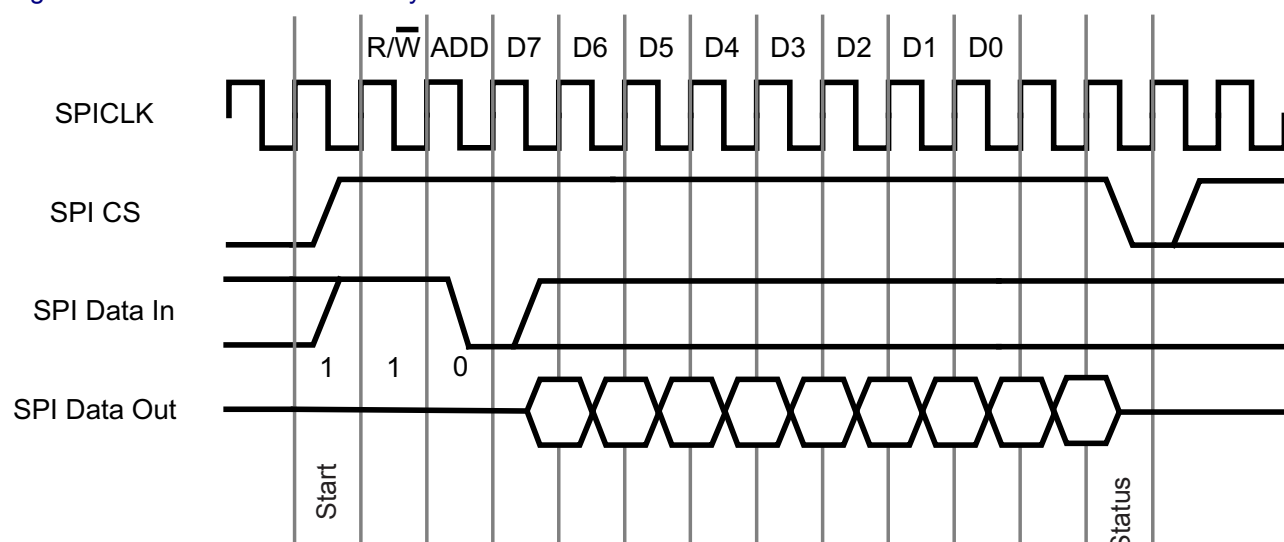 R/W ADD D7 D6 D5 D4 D3 D2 D1 D0
SPICLK
SPI CS
SPI Data In
1 1 0
SPI Data Out
Start
Status